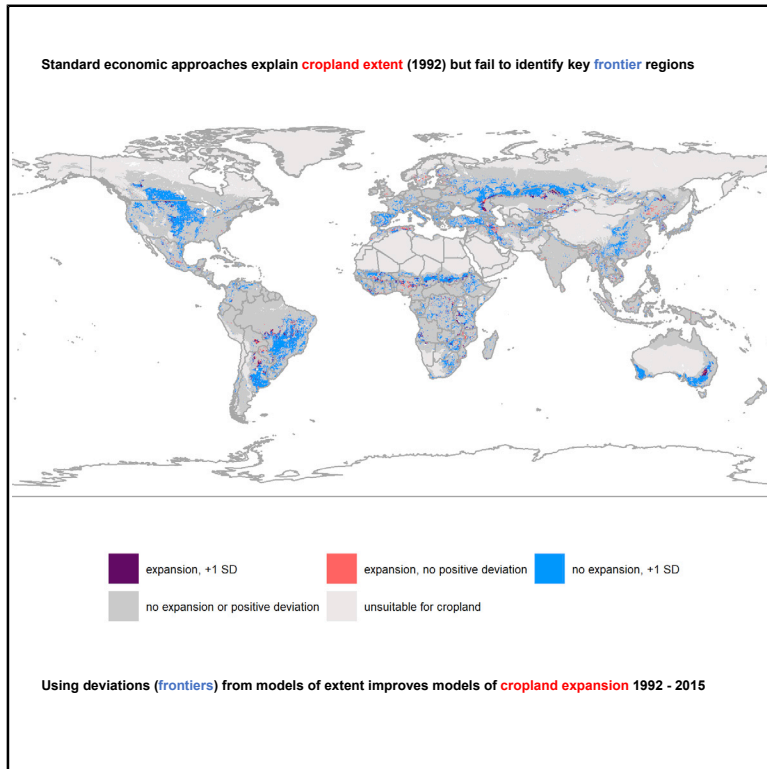 Standard economic approaches explain cropland extent (1992) but fail to identify key frontier regions
expansion, +1 SD
expansion, no positive deviation
no expansion, +1 SD
no expansion or positive deviation
unsuitable for cropland
Using deviations (frontiers) from models of extent improves models of cropland expansion 1992 - 2015